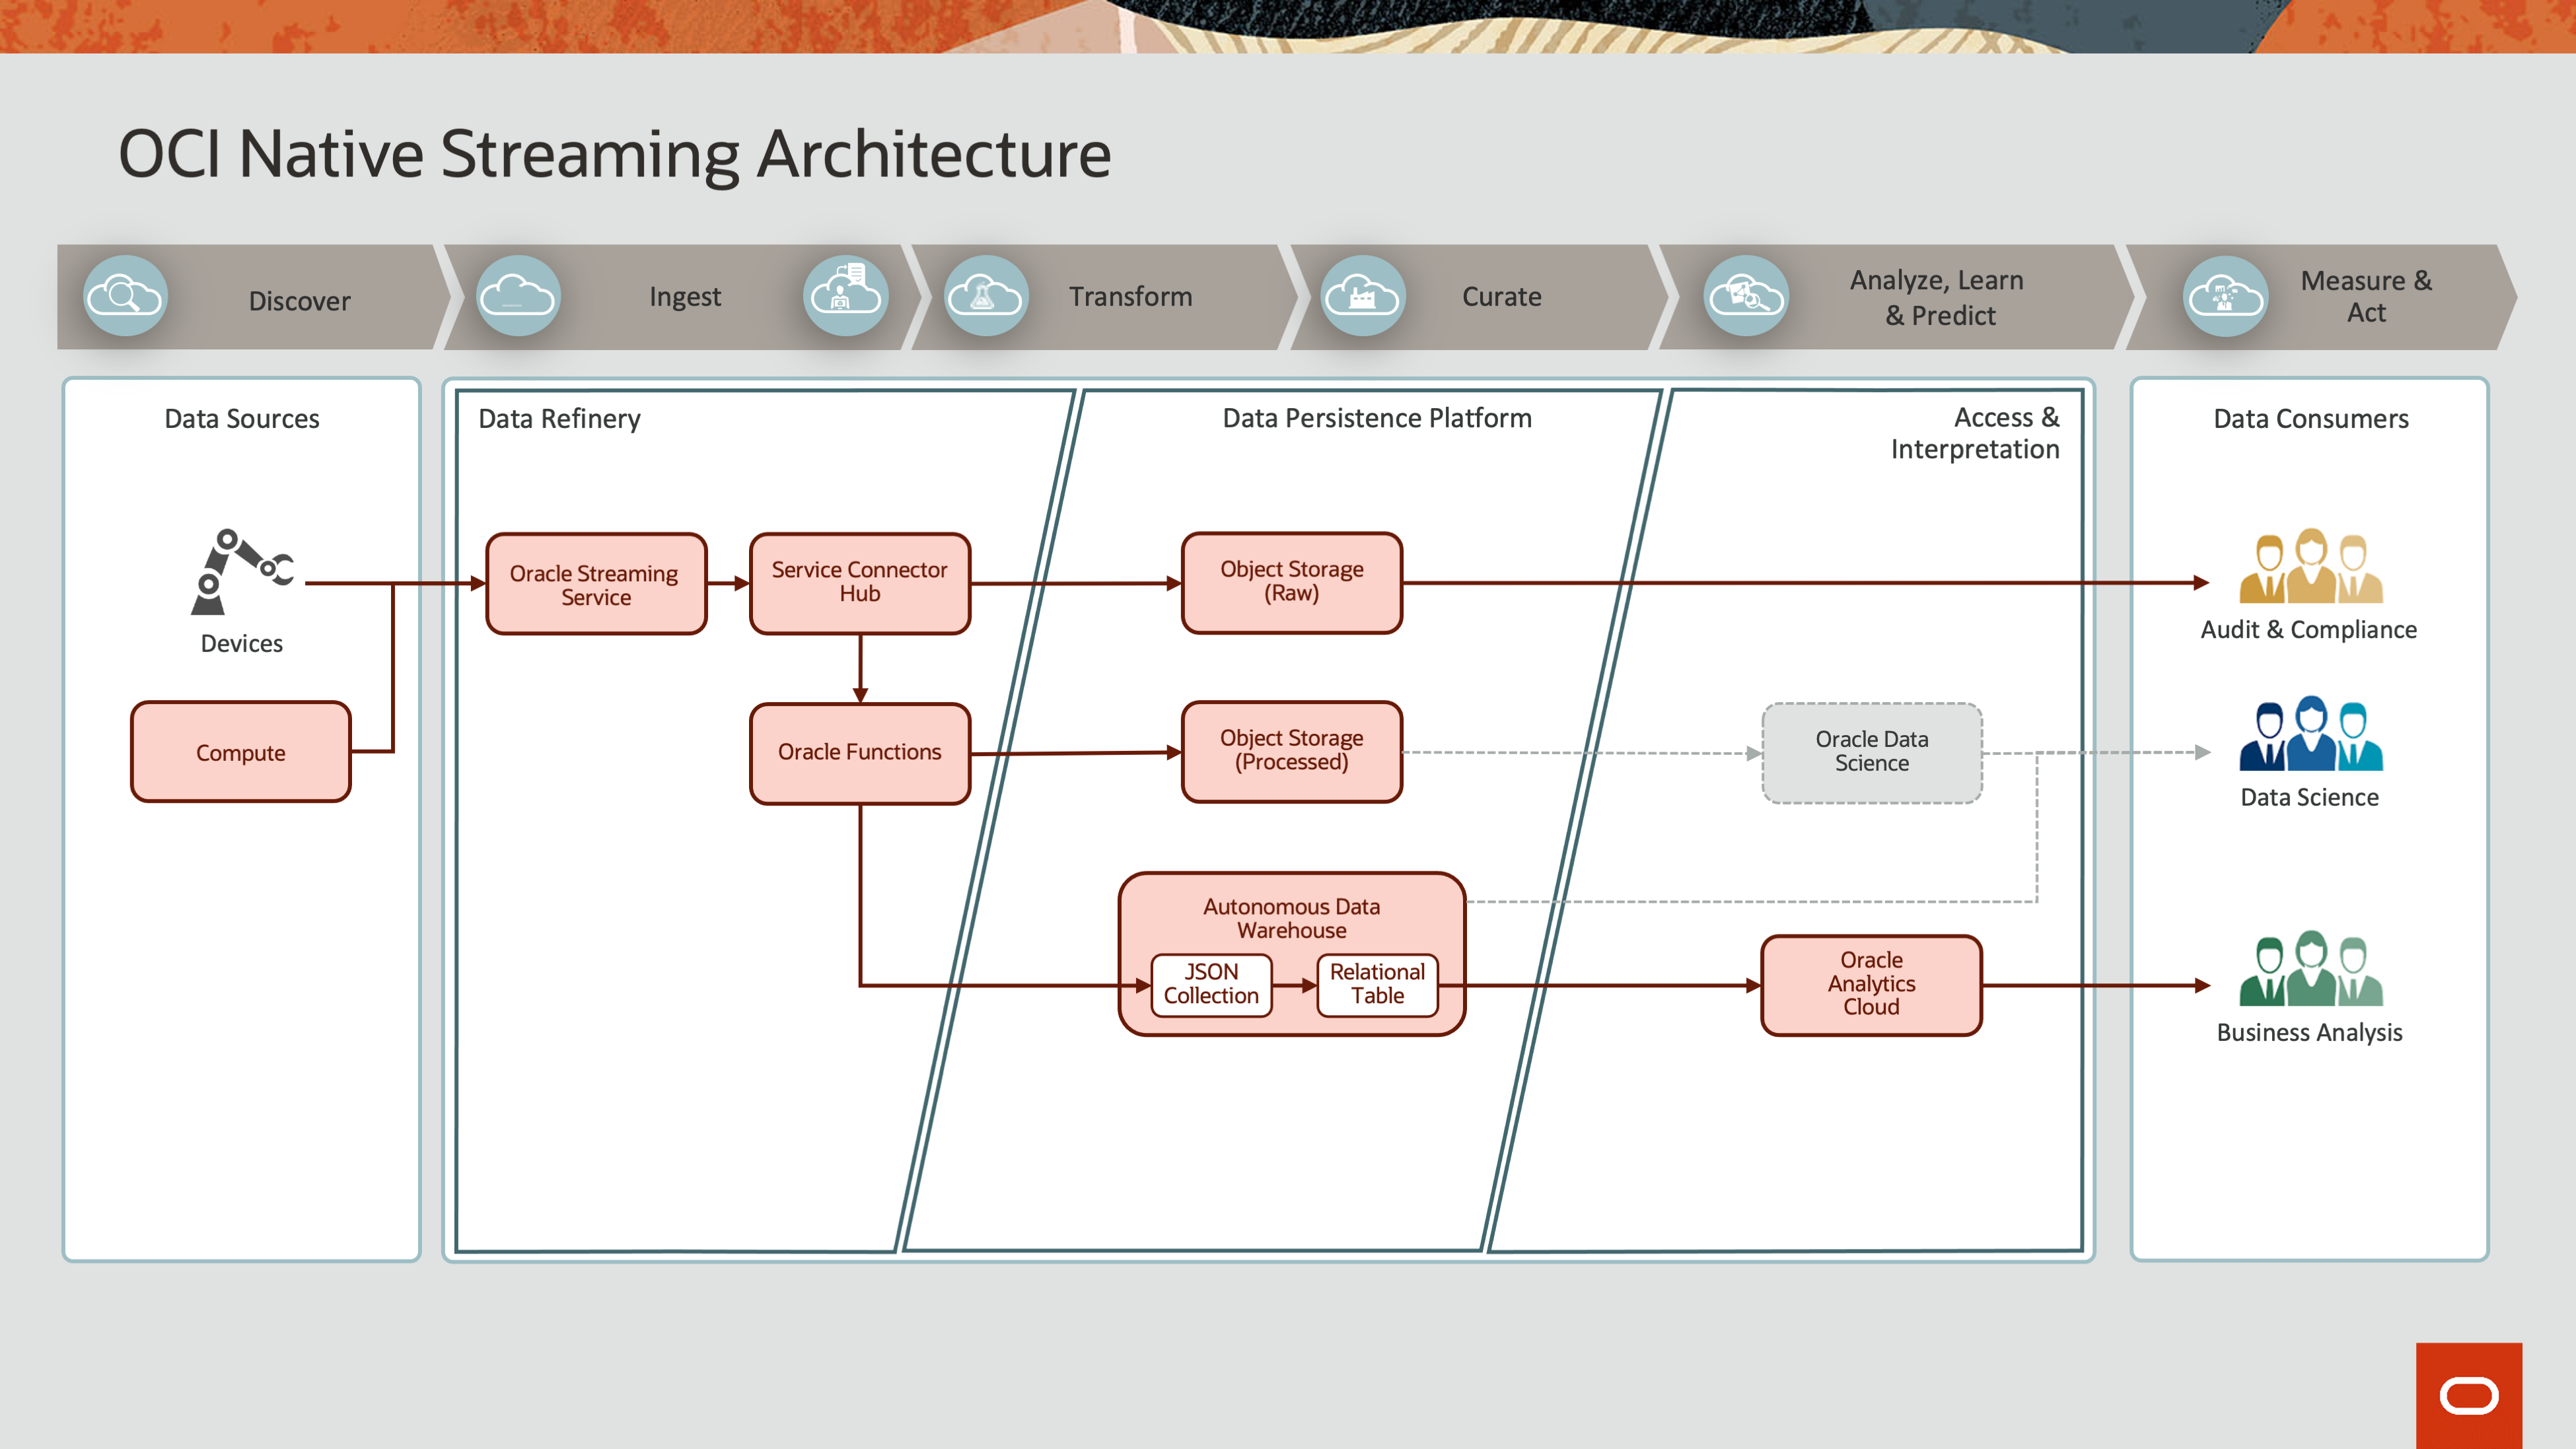 OCI Native Streaming Architecture
Discover
Ingest
Transform
Curate
Analyze, Learn
& Predict
Measure &
Act
Data Sources
Devices
Compute
Data Refinery
Oracle Streaming
Service
Service Connector
Hub
Oracle Functions
Data Persistence Platform
Object Storage
(Raw)
Object Storage
(Processed)
Autonomous Data
Warehouse
JSON
Collection
Relational
Table
Access &
Interpretation
Oracle Data
Science
Oracle
Analytics
Cloud
Data Consumers
Audit & Compliance
Data Science
Business Analysis